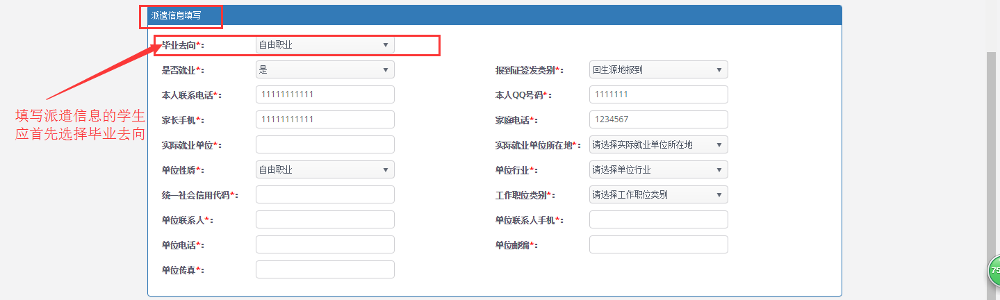 派遣信息填写
毕业去向*: 自由职业
是否就业*: 是 报到证签发类别*: 回生源地报到
本人联系电话*: 11111111111 本人QQ号码*: 1111111
填写派遣信息的学生
应首先选择毕业去向
家长手机*: 11111111111 家庭电话*: 1234567
实际就业单位*: 实际就业单位所在地*: 请选择实际就业单位所在地
单位性质*: 自由职业 单位行业*: 请选择单位行业
统一社会信用代码*: 工作职位类别*: 请选择工作职位类别
单位联系人*: 单位联系人手机*:
单位电话*: 单位邮编*:
单位传真*: